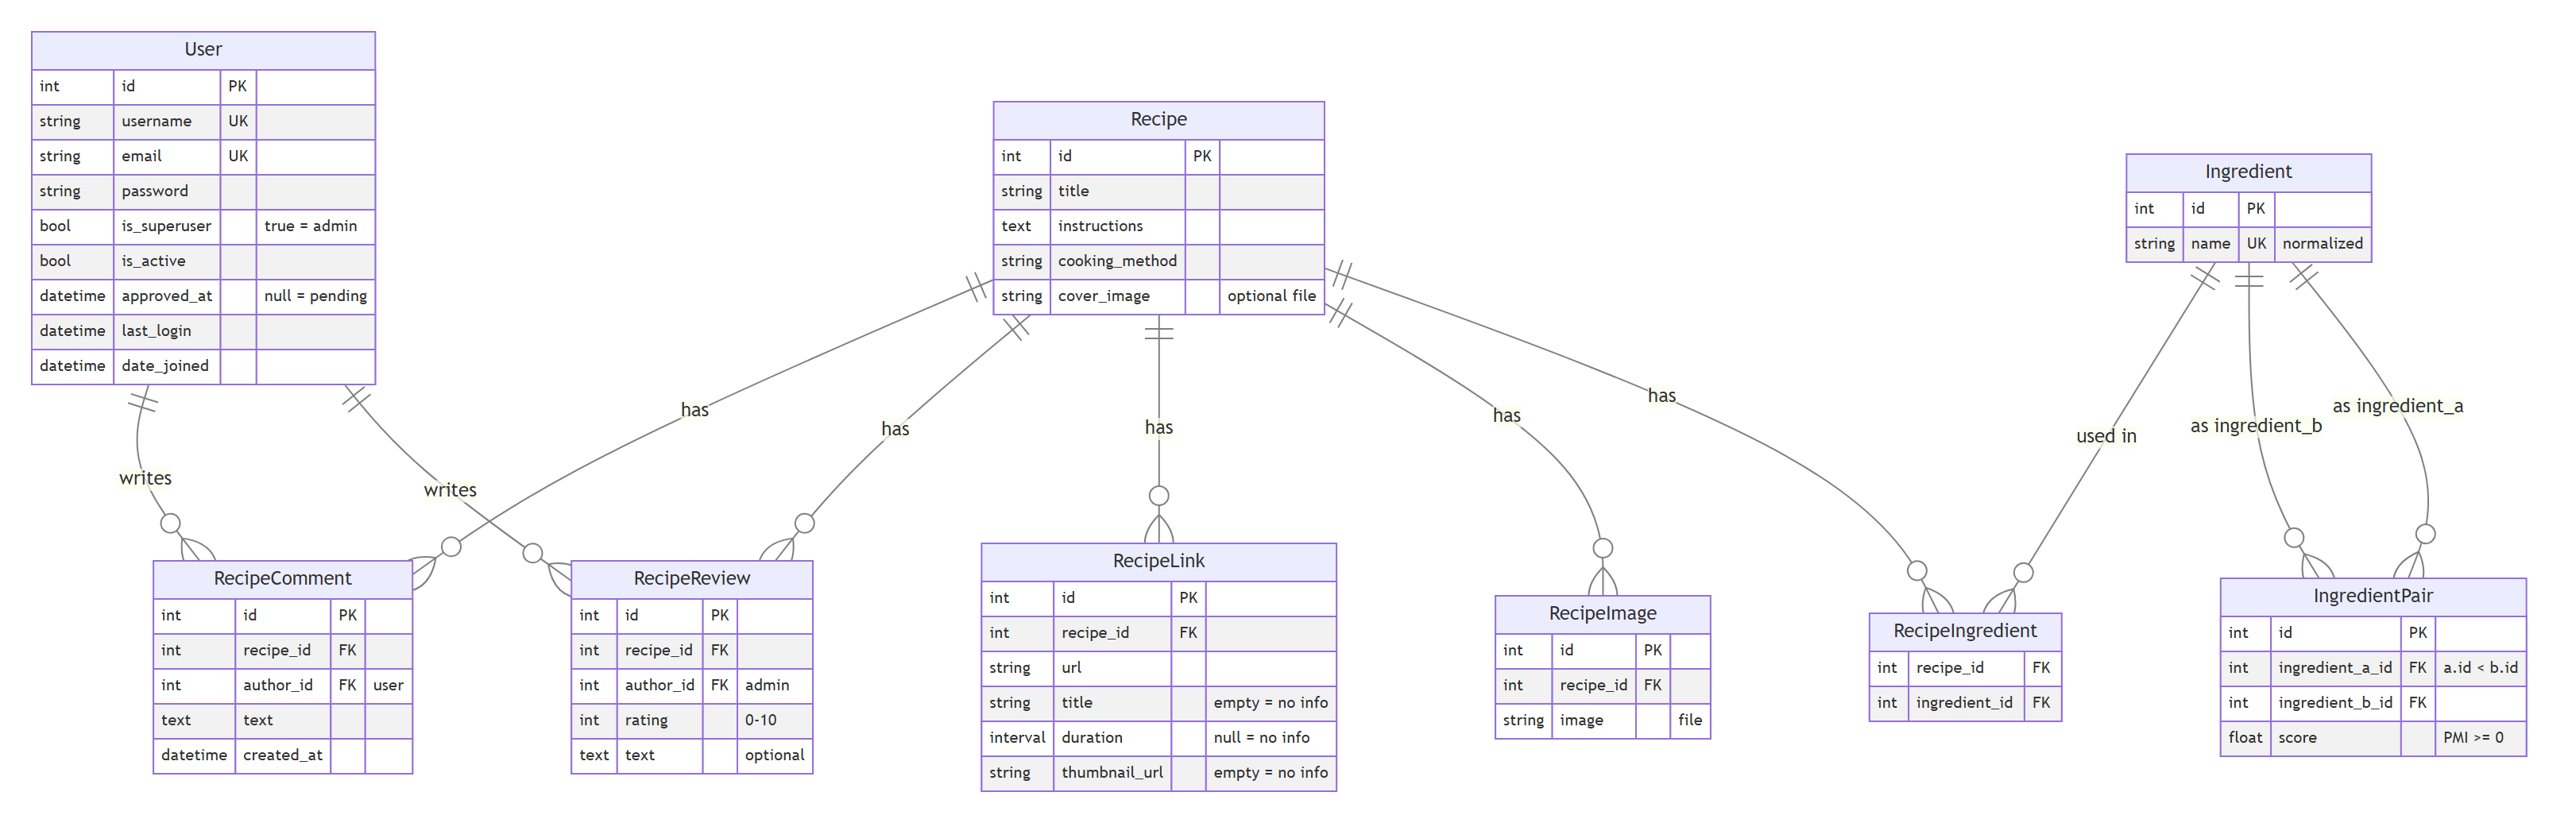 User
int id PK
string username UK
string email UK
string password
bool is_superuser true = admin
bool is_active
datetime approved_at null = pending
datetime last_login
datetime date_joined
Recipe
int id PK
string title
text instructions
string cooking_method
string cover_image optional file
Ingredient
int id PK
string name UK normalized
writes
writes
has
has
has
has
has
used in
as ingredient_b
as ingredient_a
RecipeComment
int id PK
int recipe_id FK
int author_id FK user
text text
datetime created_at
RecipeReview
int id PK
int recipe_id FK
int author_id FK admin
int rating 0-10
text text optional
RecipeLink
int id PK
int recipe_id FK
string url
string title empty = no info
interval duration null = no info
string thumbnail_url empty = no info
RecipeImage
int id PK
int recipe_id FK
string image file
RecipeIngredient
int recipe_id FK
int ingredient_id FK
IngredientPair
int id PK
int ingredient_a_id FK a.id < b.id
int ingredient_b_id FK
float score PMI >= 0